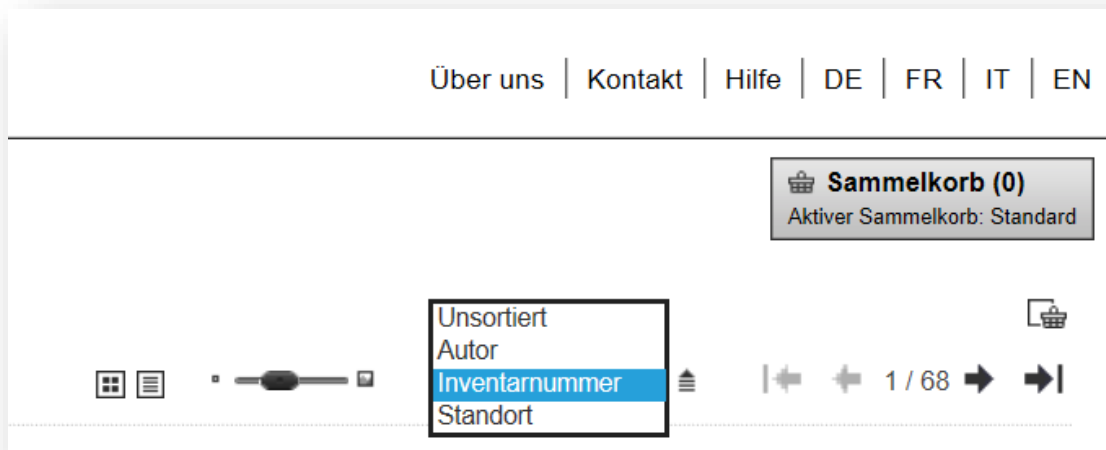 Über uns | Kontakt | Hilfe | DE | FR | IT | EN
Sammelkorb (0)
Aktiver Sammelkorb: Standard
Unsortiert
Autor
Inventarnummer
Standort
1 / 68